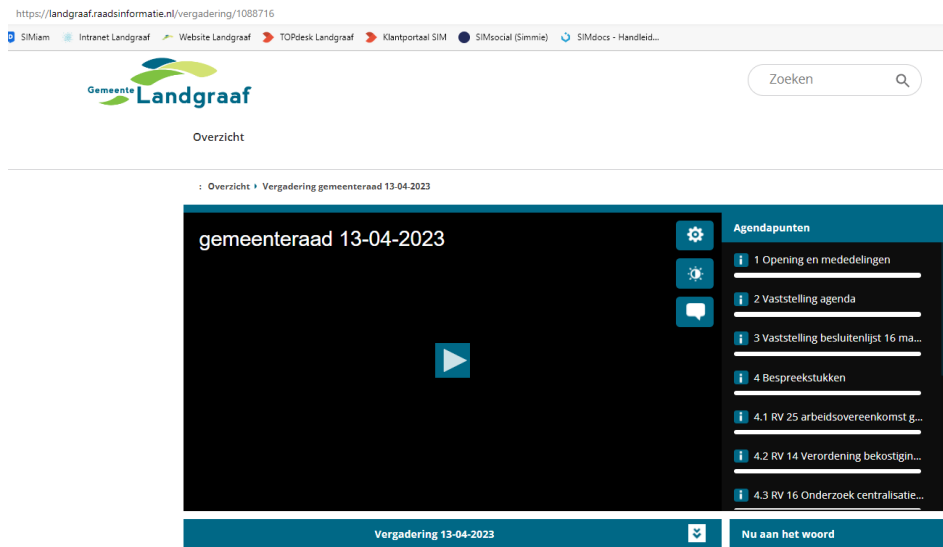 https://landgraaf.raadsinformatie.nl/vergadering/1088716
SIMiam Intranet Landgraaf Website Landgraaf TOPdesk Landgraaf Klantportaal SIM SIMsocial (Simmie) SIMdocs - Handleid...
Gemeente Landgraaf
Zoeken
Overzicht
: Overzicht Vergadering gemeenteraad 13-04-2023
gemeenteraad 13-04-2023
Agendapunten
1 Opening en mededelingen
2 Vaststelling agenda
3 Vaststelling besluitenlijst 16 ma...
4 Bespreekstukken
4.1 RV 25 arbeidsovereenkomst g...
4.2 RV 14 Verordening bekostigin...
4.3 RV 16 Onderzoek centralisatie...
Vergadering 13-04-2023
Nu aan het woord